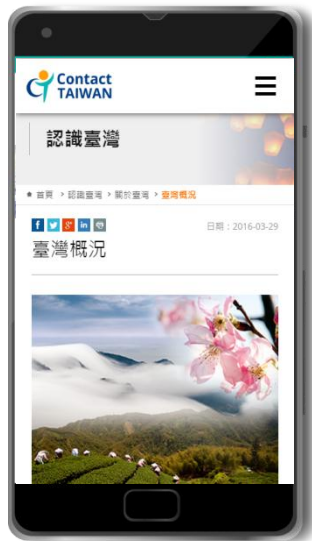 Contact
TAIWAN
認識臺灣
首頁 > 認識臺灣 > 關於臺灣 > 臺灣概況
日期：2016-03-29
臺灣概況